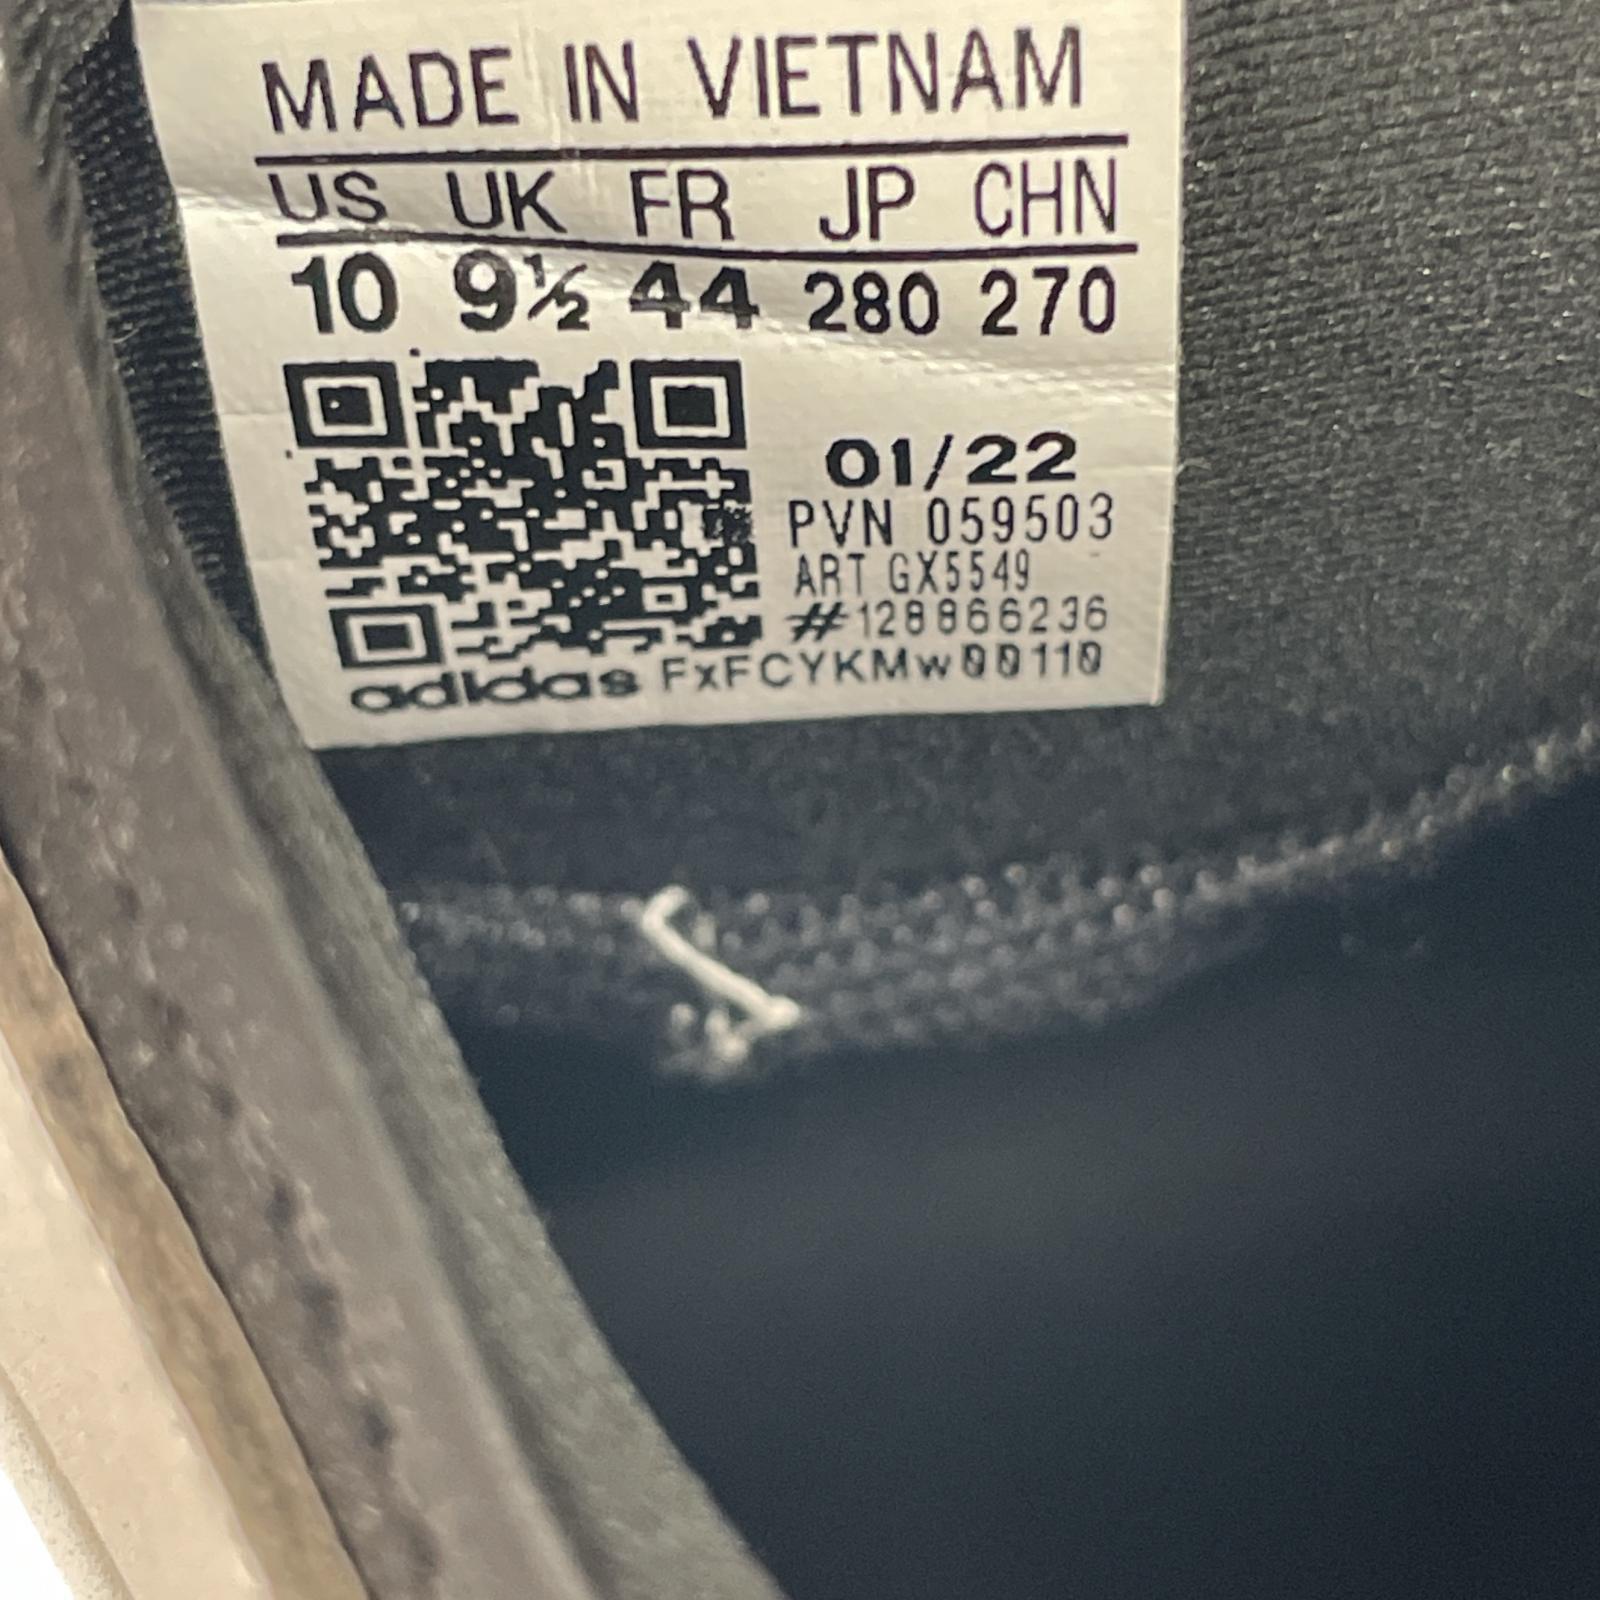 MADE IN VIETNAM
US UK FR JP CHN
10 9½ 44 280 270
01/22
PVN 059503
ART GX5549
#128866236
adidas FxFCYKMw00110